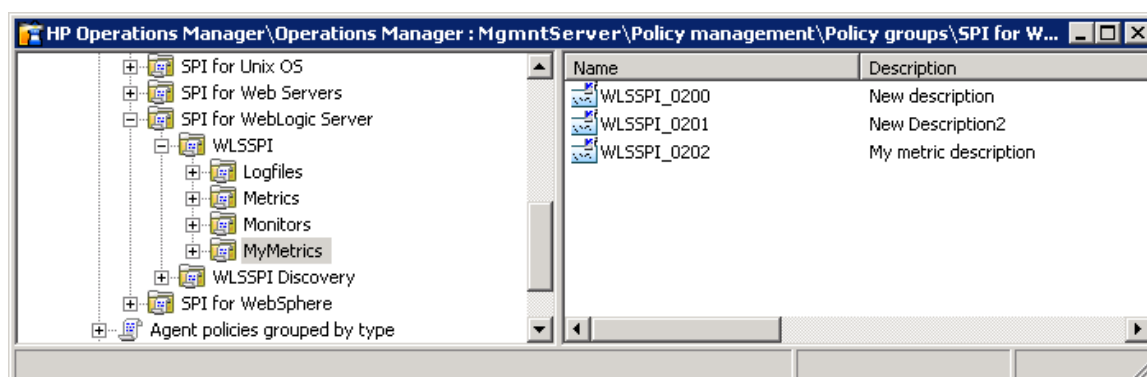 HP Operations Manager\Operations Manager : MgmntServer\Policy management\Policy groups\SPI for W...
SPI for Unix OS
SPI for Web Servers
SPI for WebLogic Server
WLSSPI
Logfiles
Metrics
Monitors
MyMetrics
WLSSPI Discovery
SPI for WebSphere
Agent policies grouped by type
Name Description
WLSSPI_0200 New description
WLSSPI_0201 New Description2
WLSSPI_0202 My metric description